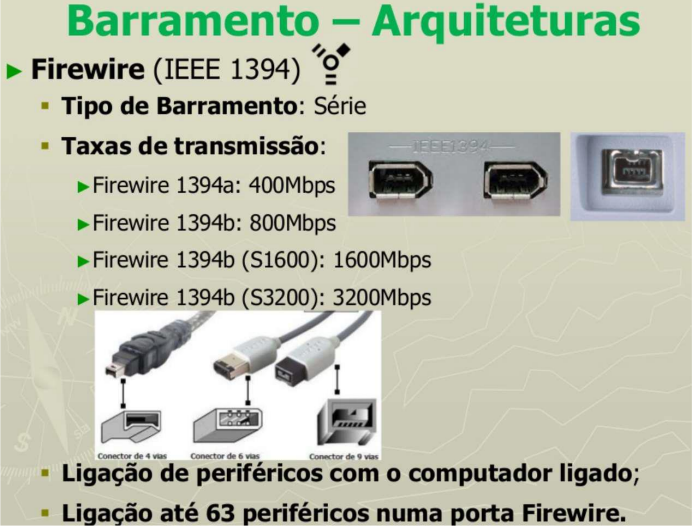 Barramento – Arquiteturas
Firewire (IEEE 1394)
Tipo de Barramento: Série
Taxas de transmissão:
IEEE1394
Firewire 1394a: 400Mbps
Firewire 1394b: 800Mbps
Firewire 1394b (S1600): 1600Mbps
Firewire 1394b (S3200): 3200Mbps
N
S
Conector de 4 vias Conector de 6 vias Conector de 9 vias
Ligação de periféricos com o computador ligado;
Ligação até 63 periféricos numa porta Firewire.